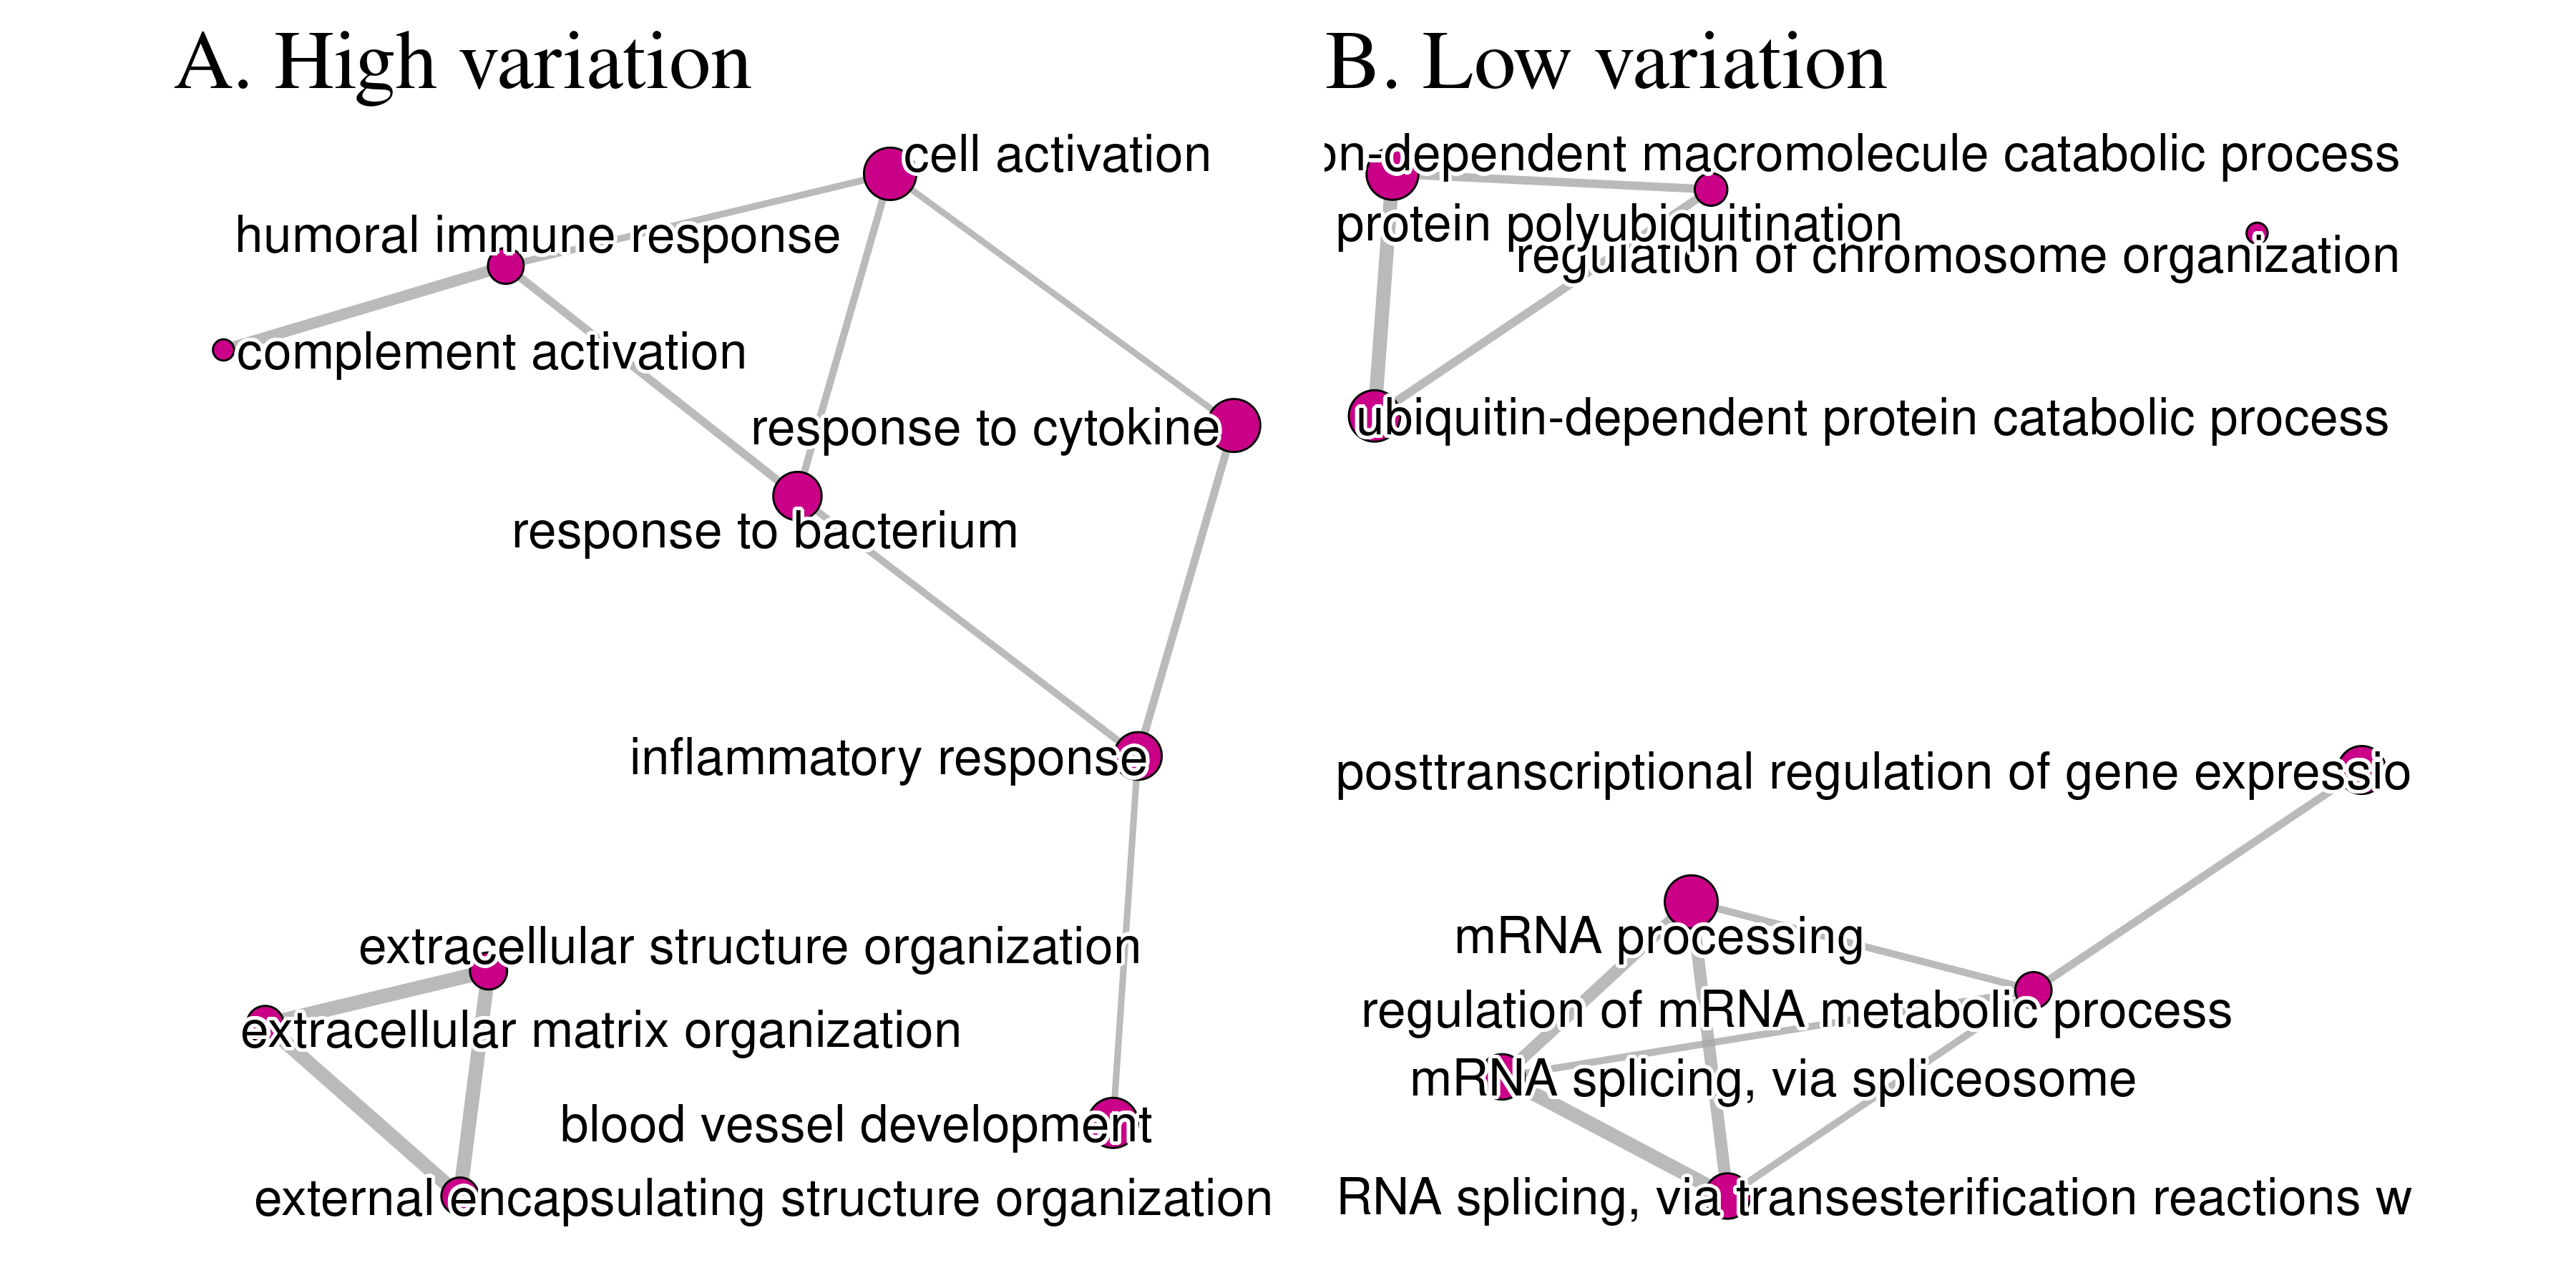 A. High variation
cell activation
humoral immune response
complement activation
response to cytokine
response to bacterium
inflammatory response
extracellular structure organization
extracellular matrix organization
blood vessel development
external encapsulating structure organization
B. Low variation
on-dependent macromolecule catabolic process
protein polyubiquitination
regulation of chromosome organization
ubiquitin-dependent protein catabolic process
posttranscriptional regulation of gene expressio
mRNA processing
regulation of mRNA metabolic process
mRNA splicing, via spliceosome
RNA splicing, via transesterification reactions w